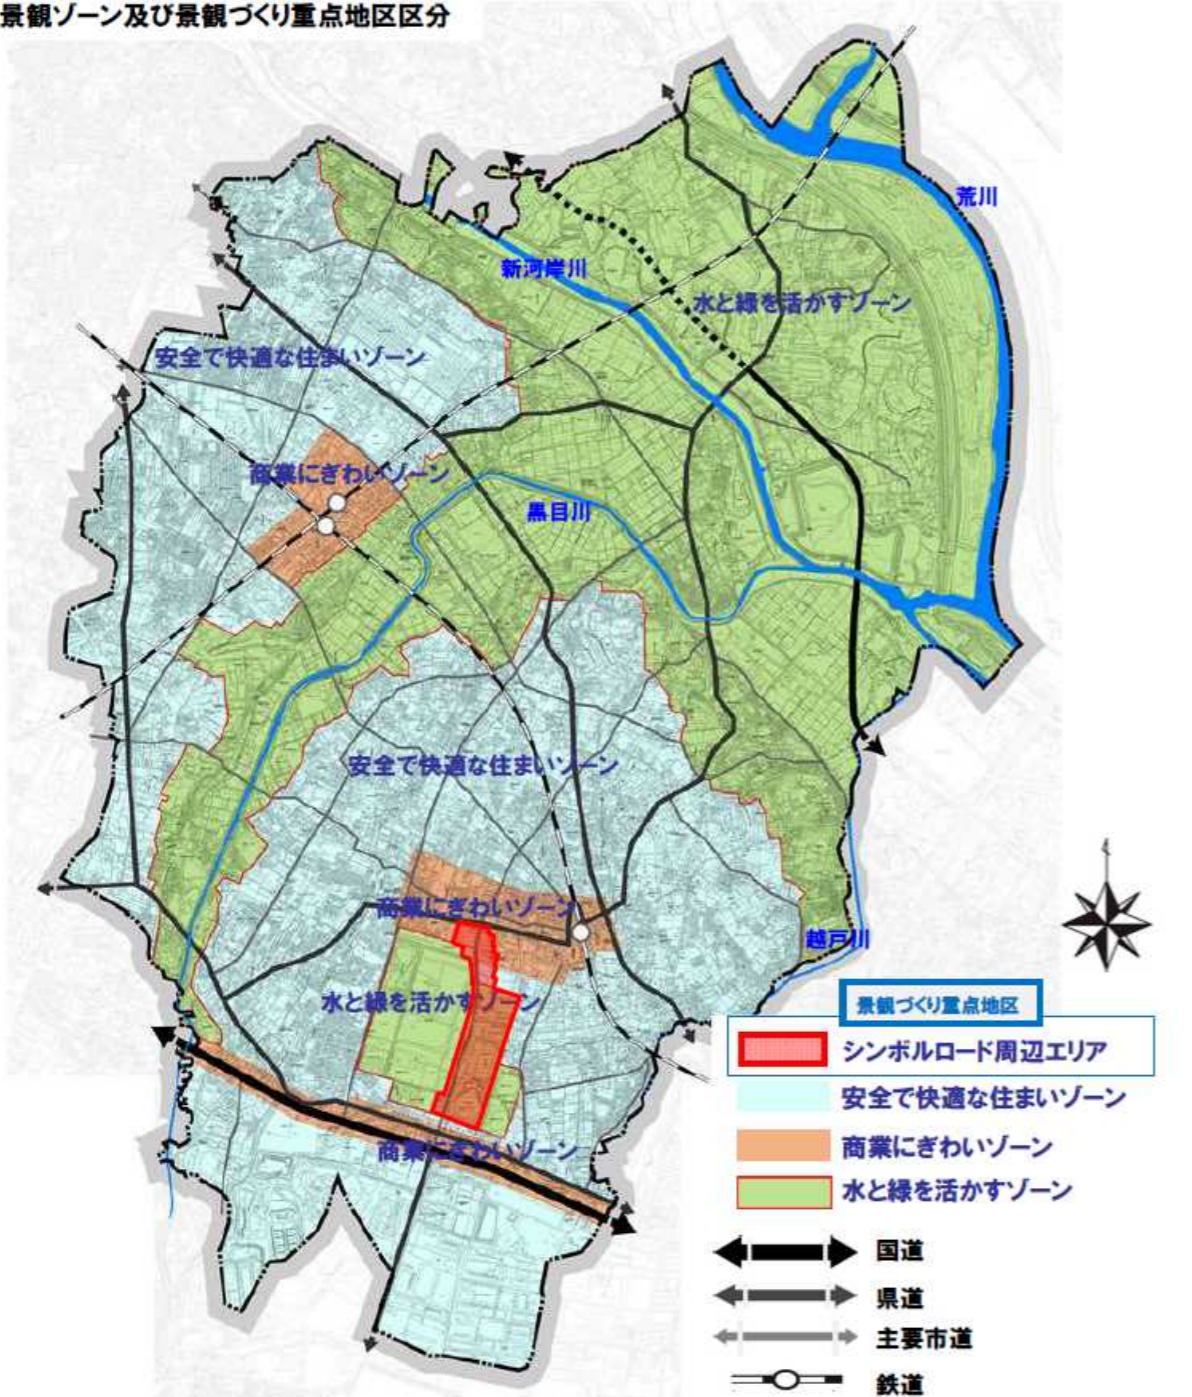 景観ゾーン及び景観づくり重点地区区分
荒川
新河岸川
水と緑を活かすゾーン
安全で快適な住まいゾーン
商業にぎわいゾーン
黒目川
安全で快適な住まいゾーン
商業にぎわいゾーン
越戸川
水と緑を活かすゾーン
商業にぎわいゾーン
景観づくり重点地区
シンボルロード周辺エリア
安全で快適な住まいゾーン
商業にぎわいゾーン
水と緑を活かすゾーン
国道
県道
主要市道
鉄道